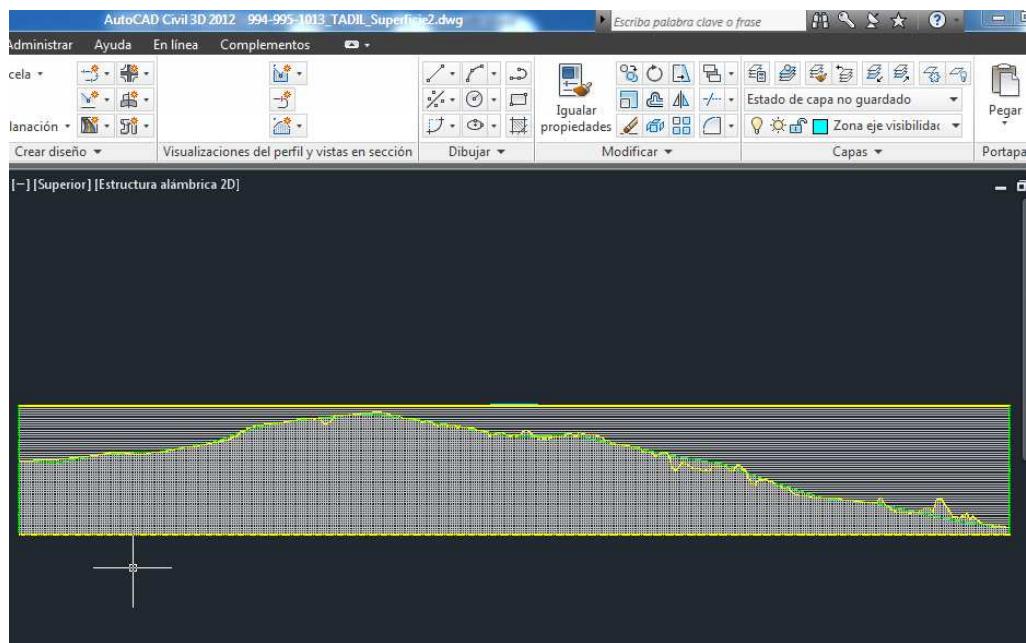 AutoCAD Civil 3D 2012 994-995-1013_TADIL_Superficie2.dwg Escriba palabra clave o frase
Administrar Ayuda En línea Complementos
cela
Estado de capa no guardado
Igualar propiedades
Pegar
lanación
Zona eje visibilidac
Crear diseño Visualizaciones del perfil y vistas en sección Dibujar Modificar Capas Portapa
[−] [Superior] [Estructura alámbrica 2D]